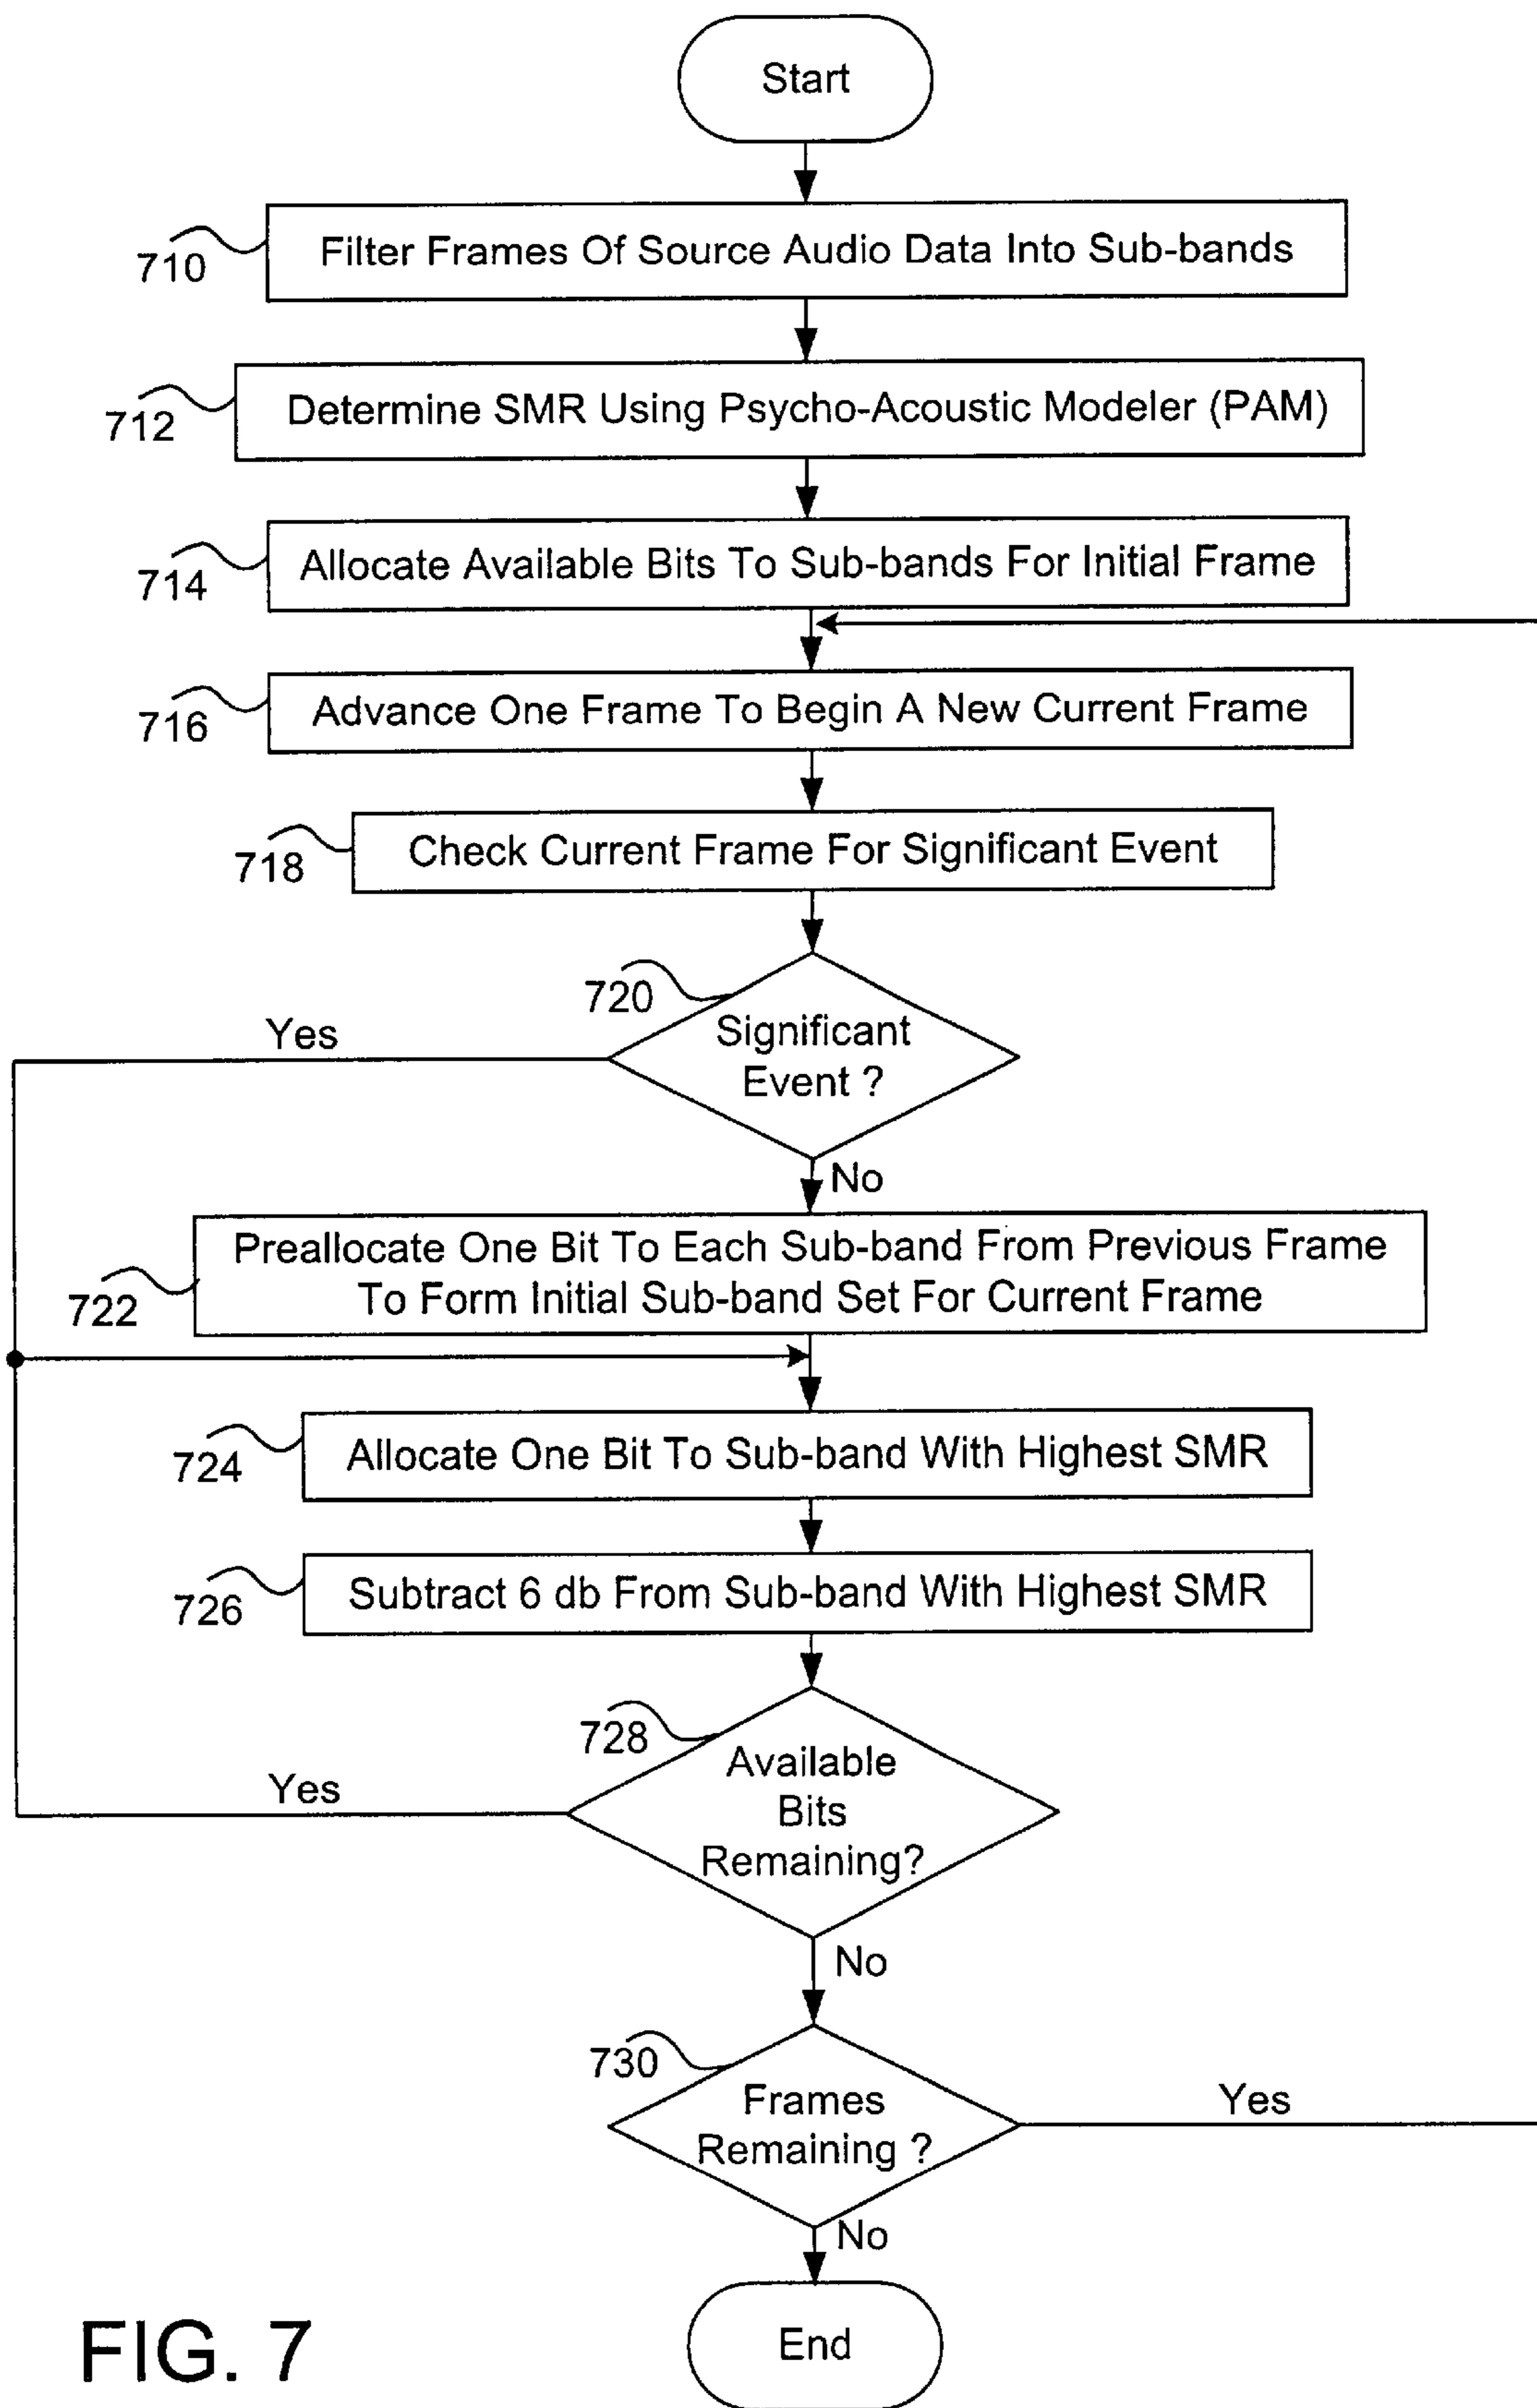 Start
710
Filter Frames Of Source Audio Data Into Sub-bands
712
Determine SMR Using Psycho-Acoustic Modeler (PAM)
714
Allocate Available Bits To Sub-bands For Initial Frame
716
Advance One Frame To Begin A New Current Frame
718
Check Current Frame For Significant Event
720
Significant
Event ?
Yes
No
722
Preallocate One Bit To Each Sub-band From Previous Frame
To Form Initial Sub-band Set For Current Frame
724
Allocate One Bit To Sub-band With Highest SMR
726
Subtract 6 db From Sub-band With Highest SMR
728
Available
Bits
Remaining?
Yes
No
730
Frames
Remaining ?
Yes
No
End
FIG. 7